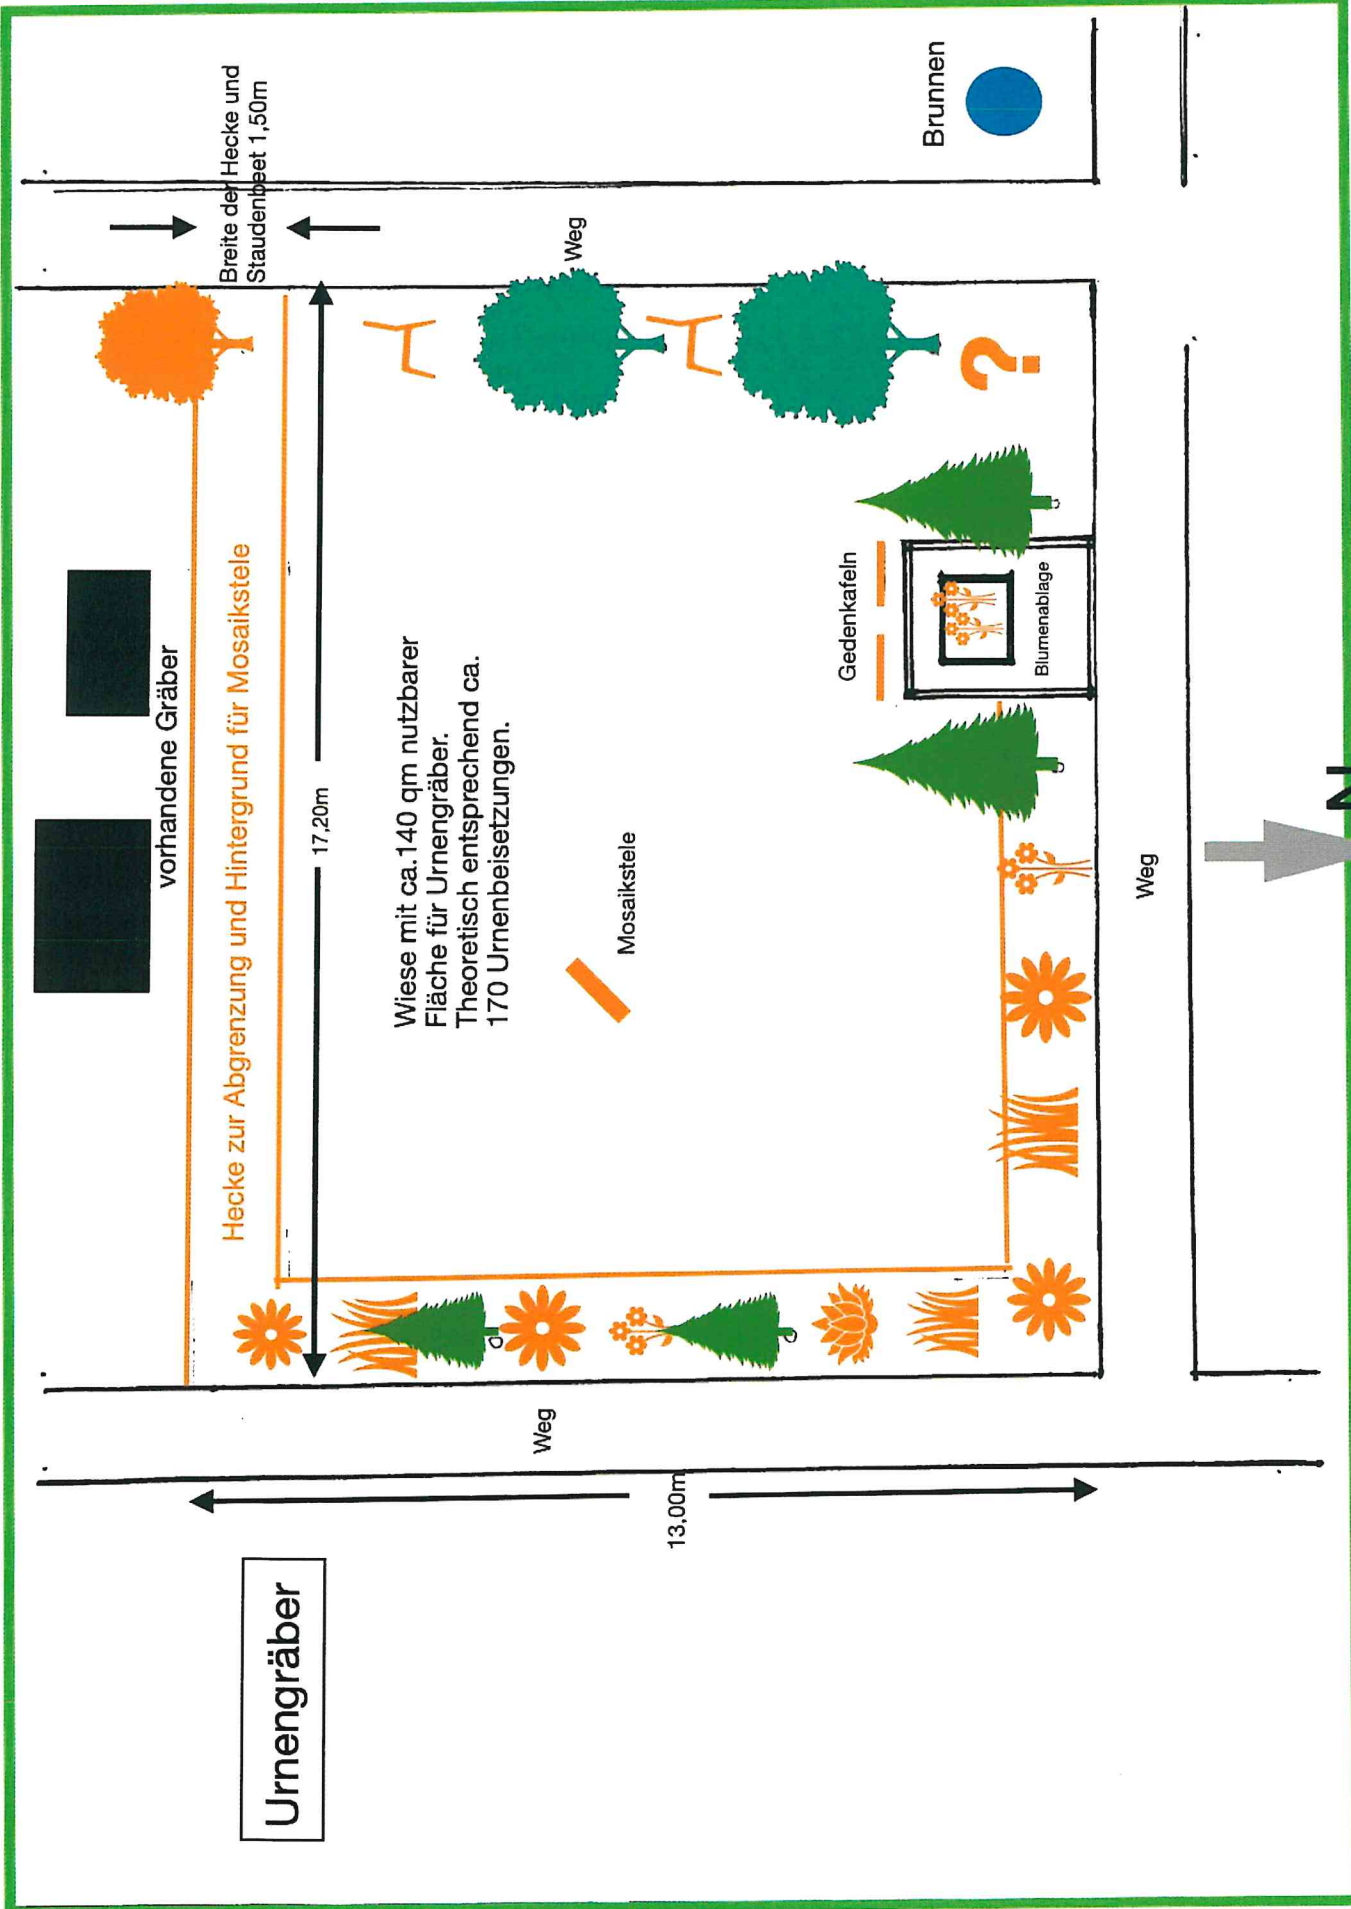 Urnengräber
vorhandene Gräber
Hecke zur Abgrenzung und Hintergrund für Mosaikstele
Breite der Hecke und
Staudenbeet 1,50m
17,20m
Wiese mit ca.140 qm nutzbarer
Fläche für Urnengräber.
Theoretisch entsprechend ca.
170 Urnenbeisetzungen.
Weg
Weg
Mosaikstele
13,00m
Gedenkafeln
?
Brunnen
Blumenablage
Weg
N